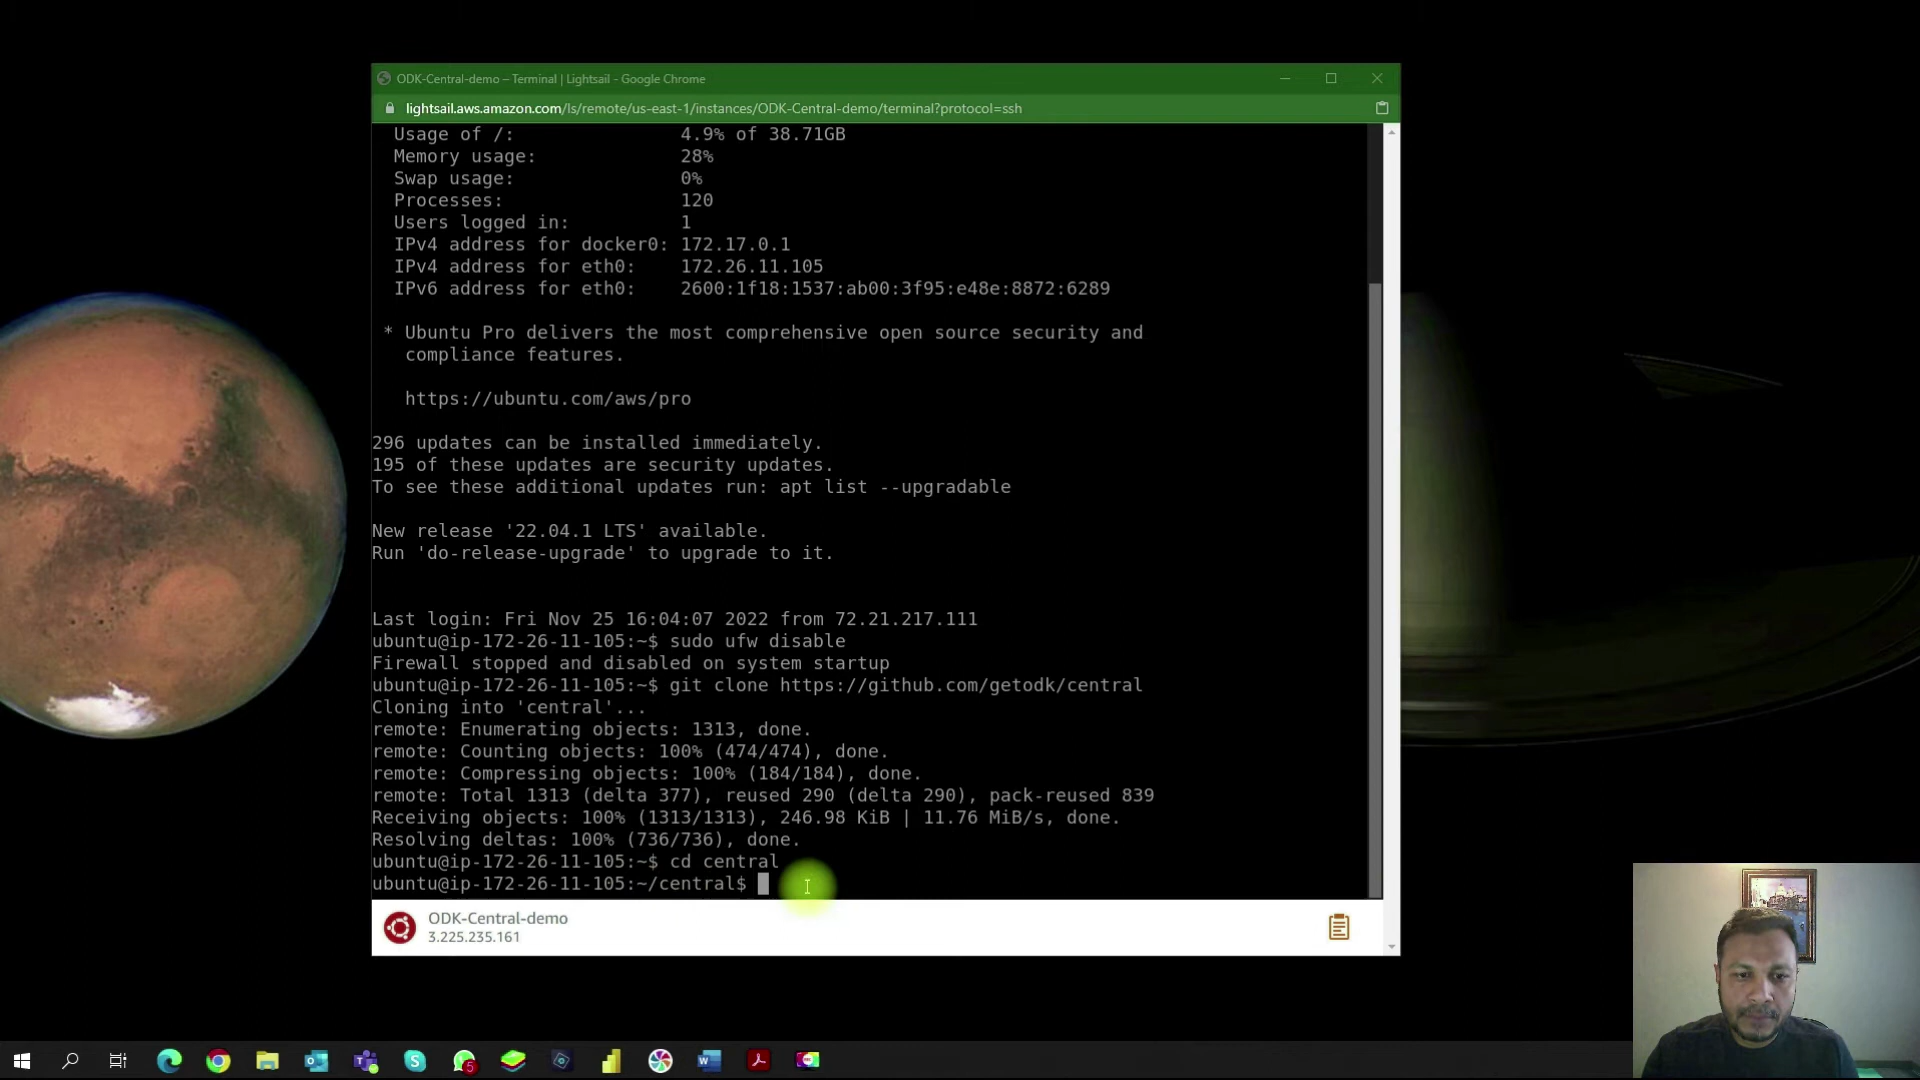 ODK-Central-demo – Terminal | Lightsail - Google Chrome
lightsail.aws.amazon.com/ls/remote/us-east-1/instances/ODK-Central-demo/terminal?protocol=ssh
Usage of /: 4.9% of 38.71GB
Memory usage: 28%
Swap usage: 0%
Processes: 120
Users logged in: 1
IPv4 address for docker0: 172.17.0.1
IPv4 address for eth0: 172.26.11.105
IPv6 address for eth0: 2600:1f18:1537:ab00:3f95:e48e:8872:6289
* Ubuntu Pro delivers the most comprehensive open source security and
compliance features.
https://ubuntu.com/aws/pro
296 updates can be installed immediately.
195 of these updates are security updates.
To see these additional updates run: apt list --upgradable
New release '22.04.1 LTS' available.
Run 'do-release-upgrade' to upgrade to it.
Last login: Fri Nov 25 16:04:07 2022 from 72.21.217.111
ubuntu@ip-172-26-11-105:~$ sudo ufw disable
Firewall stopped and disabled on system startup
ubuntu@ip-172-26-11-105:~$ git clone https://github.com/getodk/central
Cloning into 'central'...
remote: Enumerating objects: 1313, done.
remote: Counting objects: 100% (474/474), done.
remote: Compressing objects: 100% (184/184), done.
remote: Total 1313 (delta 377), reused 290 (delta 290), pack-reused 839
Receiving objects: 100% (1313/1313), 246.98 KiB | 11.76 MiB/s, done.
Resolving deltas: 100% (736/736), done.
ubuntu@ip-172-26-11-105:~$ cd central
ubuntu@ip-172-26-11-105:~/central$
ODK-Central-demo
3.225.235.161
5